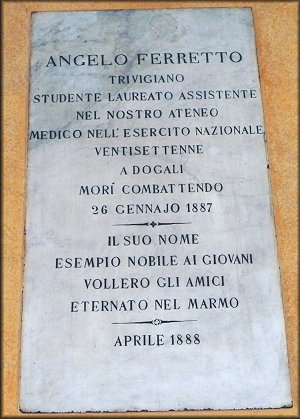 ANGELO FERRETTO
TRIVIGIANO
STUDENTE LAUREATO ASSISTENTE
NEL NOSTRO ATENEO
MEDICO NELL'ESERCITO NAZIONALE
VENTISETTENNE
A DOGALI
MORÍ COMBATTENDO
26 GENNAJO 1887
IL SUO NOME
ESEMPIO NOBILE AI GIOVANI
VOLLERO GLI AMICI
ETERNATO NEL MARMO
APRILE 1888